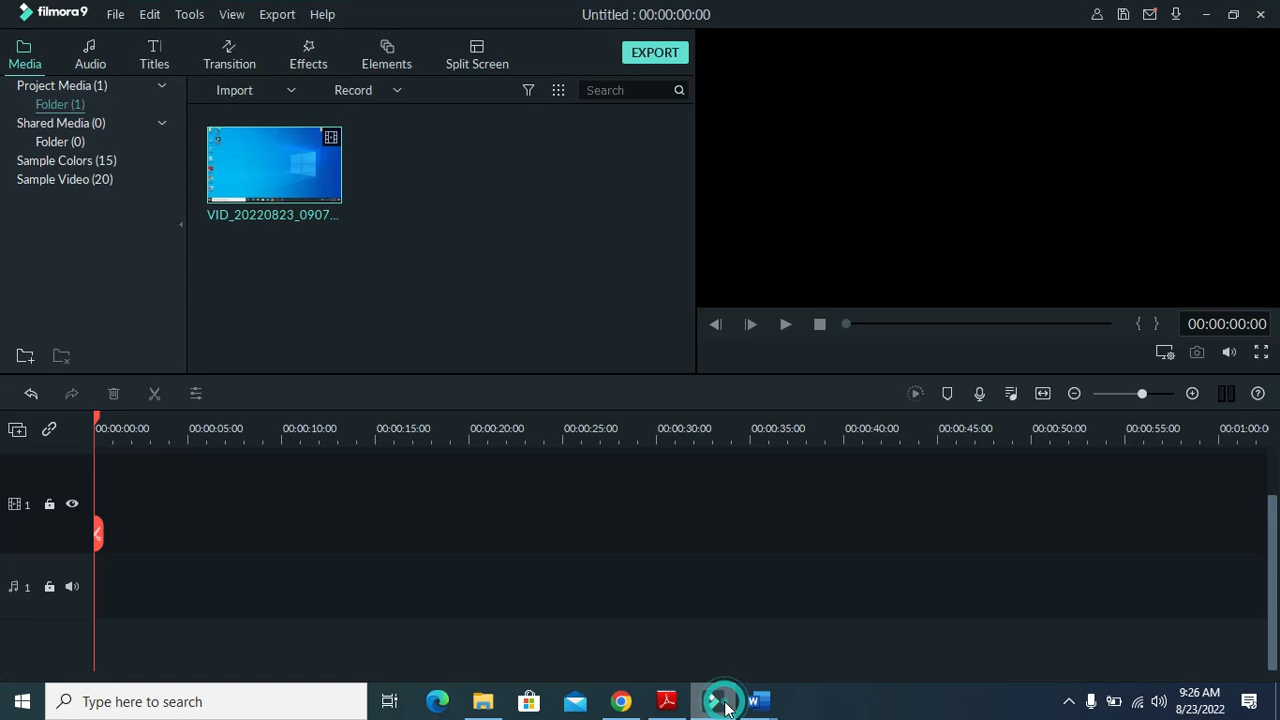 filmora9 File Edit Tools View Export Help Untitled : 00:00:00:00
Media Audio Titles Transition Effects Elements Split Screen EXPORT
Project Media (1) Import Record Search
Folder (1)
Shared Media (0)
Folder (0)
Sample Colors (15)
Sample Video (20)
VID_20220823_0907...
{ } 00:00:00:00
00:00:00:00 00:00:05:00 00:00:10:00 00:00:15:00 00:00:20:00 00:00:25:00 00:00:30:00 00:00:35:00 00:00:40:00 00:00:45:00 00:00:50:00 00:00:55:00 00:01:00:0
1
1
Type here to search 9:26 AM
8/23/2022